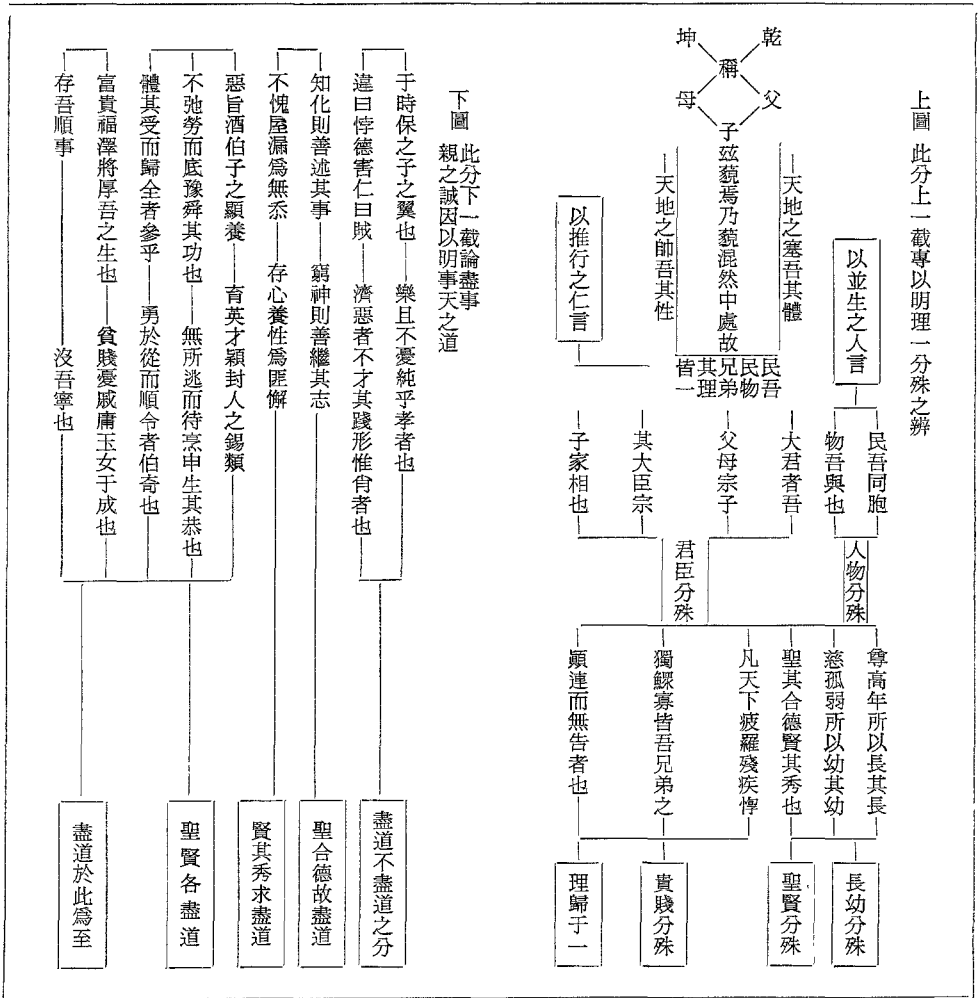 上圖 此分上一截專以明理一分殊之辨
乾
父
稱
坤
母
子玆藐焉乃藐混然中處故
天地之塞吾其體
天地之帥吾其性
民吾
民物
兄弟
其理
皆一
以並生之人言
以推行之仁言
民吾同胞
物吾與也
大君者吾
父母宗子
其大臣宗
子家相也
人物分殊
君臣分殊
尊高年所以長其長
慈孤弱所以幼其幼
聖其合德賢其秀也
凡天下疲羅殘疾惸
獨鰥寡皆吾兄弟之
顚連而無告者也
長幼分殊
聖賢分殊
貴賤分殊
理歸于一
下圖 此分下一截論盡事
親之誠因以明事天之道
于時保之子之翼也
樂且不憂純乎孝者也
違曰悖德害仁曰賊
濟惡者不才其踐形惟肖者也
知化則善述其事
窮神則善繼其志
不愧屋漏爲無忝
存心養性爲匪懈
惡旨酒伯子之顧養
育英才穎封人之錫類
不弛勞而底豫舜其功也
無所逃而待烹申生其恭也
體其受而歸全者參乎
勇於從而順令者伯奇也
富貴福澤將厚吾之生也
貧賤憂戚庸玉女于成也
存吾順事
沒吾寧也
盡道不盡道之分
聖合德故盡道
賢其秀求盡道
聖賢各盡道
盡道於此爲至